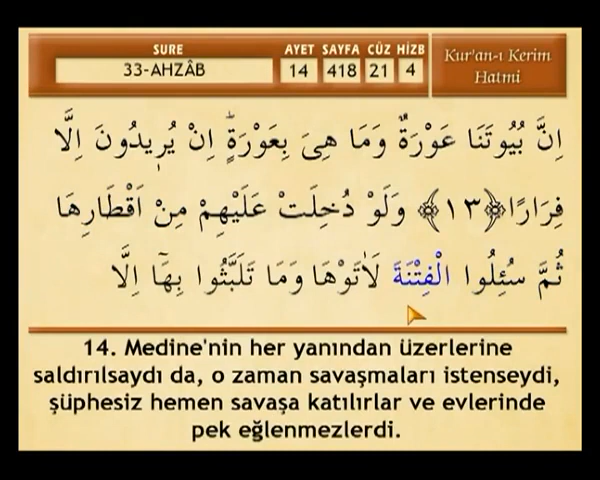 SURE AYET SAYFA CÜZ HİZB
33-AHZÂB 14 418 21 4
Kur'an-ı Kerim
Hatmi
اِنَّ بُيُوتَنَا عَوْرَةٌ وَمَا هِيَ بِعَوْرَةٍۚ اِنْ يُرٖيدُونَ اِلَّا
فِرَارًا ﴿١٣﴾ وَلَوْ دُخِلَتْ عَلَيْهِمْ مِنْ اَقْطَارِهَا
ثُمَّ سُئِلُوا الْفِتْنَةَ لَاٰتَوْهَا وَمَا تَلَبَّثُوا بِهَٓا اِلَّا
14. Medine'nin her yanından üzerlerine
saldırılsaydı da, o zaman savaşmaları istenseydi,
şüphesiz hemen savaşa katılırlar ve evlerinde
pek eğlenmezlerdi.